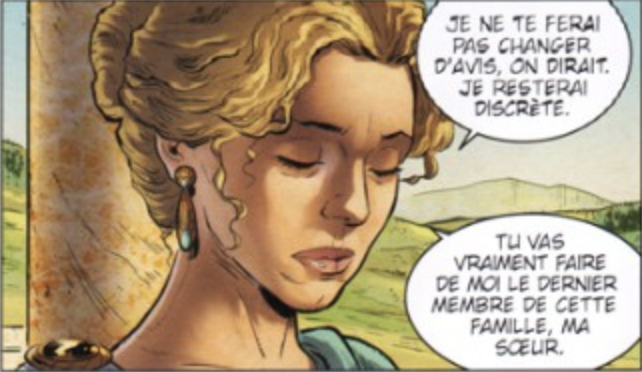 JE NE TE FERAI
PAS CHANGER
D'AVIS, ON DIRAIT.
JE RESTERAI
DISCRÈTE.
TU VAS
VRAIMENT FAIRE
DE MOI LE DERNIER
MEMBRE DE CETTE
FAMILLE, MA
SŒUR.